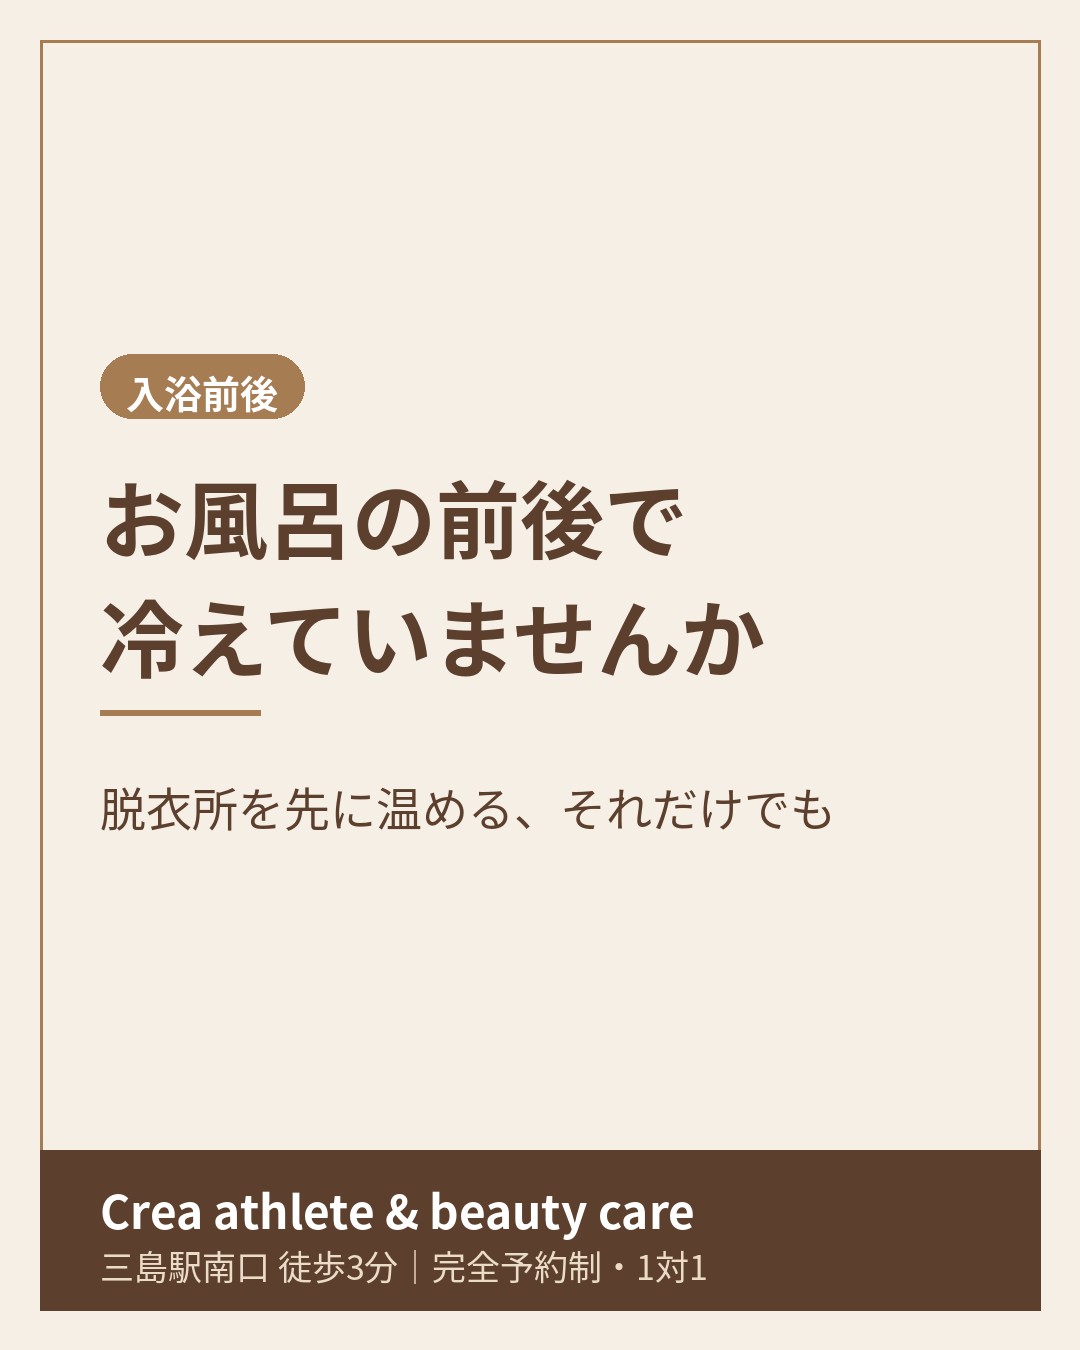 入浴前後
お風呂の前後で
冷えていませんか
脱衣所を先に温める、それだけでも
Crea athlete & beauty care
三島駅南口 徒歩3分｜完全予約制・1対1